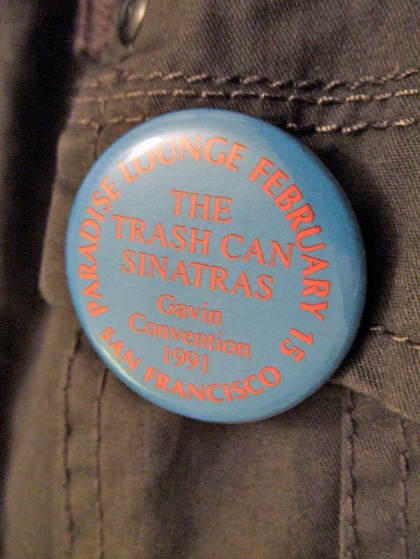 PARADISE LOUNGE FEBRUARY 15
THE
TRASH CAN
SINATRAS
Gavin
Convention
1991
SAN FRANCISCO